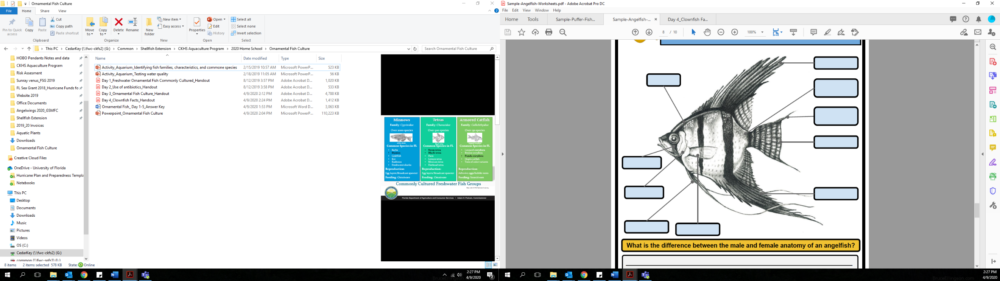 Ornamental Fish Culture
File Home Share View
Pin to Quick access
Copy
Paste
Cut
Copy path
Paste shortcut
Clipboard
Move to
Copy to
Delete
Rename
Organize
New folder
New item
Easy access
New
Properties
Open
Edit
History
Open
Select all
Select none
Invert selection
Select
This PC > CedarKey (\\fwc-ckfs2) (G:) > Common > Shellfish Extension > CKHS Aquaculture Program > 2020 Home School > Ornamental Fish Culture
Search Ornamental Fish Culture
HOBO Pendants Notes and data
CKHS Aquaculture Program
Risk Assesment
Sunray venus_FSG 2019
FL Sea Grant 2018_Hurricane Funds fo
Website 2019
Office Documents
Angelwings 2020_GSMFC
Shellfish Extension
2019_20 Invoices
Aquatic Plants
Downloads
Ornamental Fish Culture
Creative Cloud Files
OneDrive - University of Florida
Hurricane Plan and Preparedness Templa
Notebooks
This PC
Desktop
Documents
Downloads
Music
Pictures
Videos
OS (C:)
CedarKey (\\fwc-ckfs2) (G:)
common (\\fwc-spfs1) (L:)
Name Date modified Type Size
Activity_Aquarium_Identifying fish families, characteristics, and commone species 2/15/2019 10:57 AM Microsoft PowerP... 523 KB
Activity_Aquarium_Testing water quality 2/18/2019 11:05 AM Microsoft PowerP... 56 KB
Day 1_Freshwater Ornamental Fish Commonly Cultured_Handout 8/12/2019 3:57 PM Adobe Acrobat D... 1,020 KB
Day 2_Use of antibiotics_Handout 8/12/2019 3:58 PM Adobe Acrobat D... 533 KB
Day 3_Ornamental Fish Culture_Handout 4/9/2020 2:12 PM Adobe Acrobat D... 4,788 KB
Day 4_Clownfish Facts_Handout 4/9/2020 2:24 PM Adobe Acrobat D... 1,412 KB
Ornamental Fish_ Day 1-5_Answer Key 4/9/2020 1:53 PM Microsoft Word D... 3,063 KB
Powerpoint_Ornamental Fish Culture 4/9/2020 2:04 PM Microsoft PowerP... 110,223 KB
Minnows
Family: Cyprinidae
Over 2000 species
Common Species in FL
• Barbs
• Danios
• Goldfish
• Koi
• Rasboras
• Freshwater sharks
Reproduction:
Egg layers/Broadcast spawner
Feeding: Omnivore
Tetras
Family: Characidae
Over 900 species
Common Species in FL
• Neon tetra
• Black tetra
• Pacu
• Lemon tetra
• Mexican tetra
• Firehead tetra
Reproduction:
Egg layers/Broadcast spawner
Feeding: Omnivore
Armored Catfish
Family: Callichthyidae
Over 130 species
Common Species in FL
• Leopard corydora
• Bronze corydora
• Panda corydora
• Hoplo catfish
• Tons of color variants
Reproduction:
Adhesive eggs/Bubble nests
Feeding: Insectivore
Commonly Cultured Freshwater Fish Groups
Florida Department of Agriculture and Consumer Services • Adam H. Putnam, Commissioner
8 items 2 items selected 578 KB State: Online
2:27 PM
4/9/2020
2
Sample-Angelfish-Worksheets.pdf - Adobe Acrobat Pro DC
File Edit View Window Help
Home Tools Sample-Puffer-Fish... Sample-Angelfish-... Day 4_Clownfish Fa...
8 / 10 100%
What is the difference between the male and female anatomy of an angelfish?
2:27 PM
4/9/2020
BruceEllingson.com